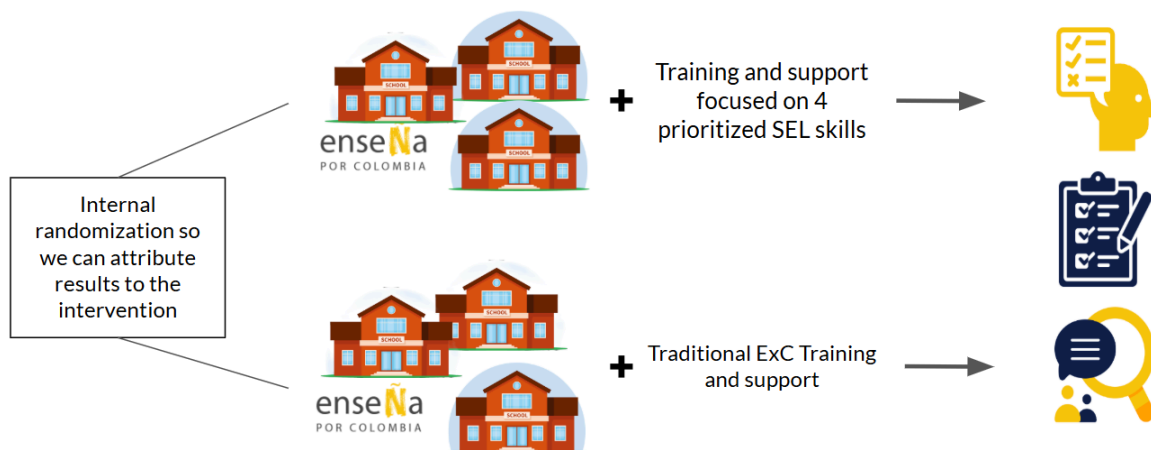 SCHOOL
SCHOOL
SCHOOL
enseÑa
POR COLOMBIA
Training and support
focused on 4
prioritized SEL skills
Internal
randomization so
we can attribute
results to the
intervention
SCHOOL
SCHOOL
SCHOOL
enseÑa
POR COLOMBIA
Traditional ExC Training
and support